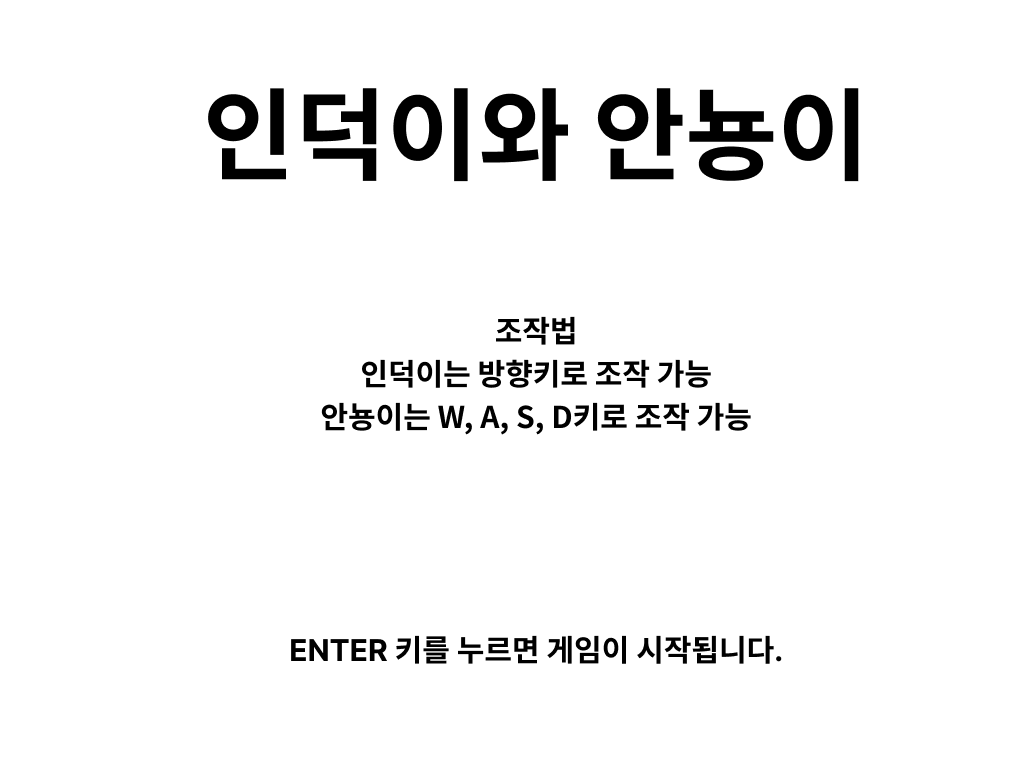 인덕이와 안뇽이
조작법
인덕이는 방향키로 조작 가능
안뇽이는 W, A, S, D키로 조작 가능
ENTER 키를 누르면 게임이 시작됩니다.